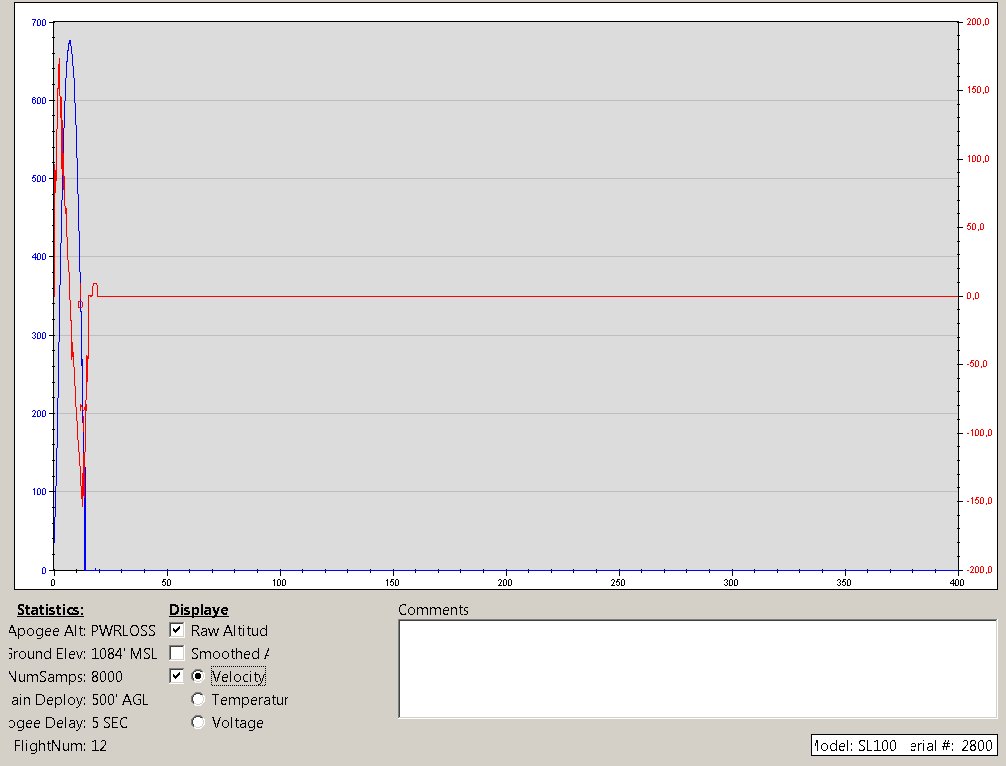 700 200,0
600 150,0
500 100,0
400 50,0
300 0,0
200 -50,0
100 -100,0
0 -150,0
-200,0
0 50 100 150 200 250 300 350 400
Statistics: Displaye Comments
Apogee Alt: PWRLOSS Raw Altitud
Ground Elev: 1084' MSL Smoothed A
NumSamps: 8000 Velocity
ain Deploy: 500' AGL Temperatur
ogee Delay: 5 SEC Voltage
FlightNum: 12
Model: SL100 erial #: 2800